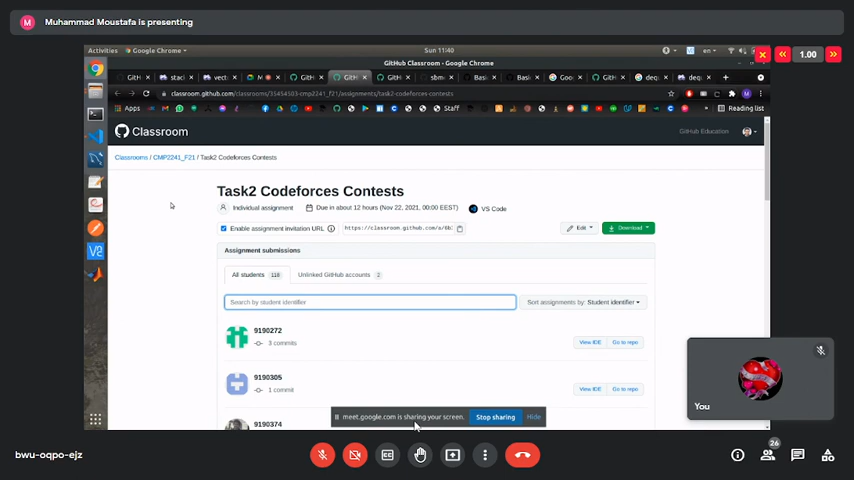 M Muhammad Moustafa is presenting
Activities Google Chrome Sun 11:40 en
1.00
GitHub Classroom - Google Chrome
classroom.github.com/classrooms/31454503-cmp2241_f21/assignments/task2-codeforces-contests
Apps Staff Reading list
Classroom GitHub Education
Classrooms / CMP2241_F21 / Task2 Codeforces Contests
Task2 Codeforces Contests
Individual assignment Due in about 12 hours (Nov 22, 2021, 00:00 EEST) VS Code
Enable assignment invitation URL Edit Download
Assignment submissions
All students 118 Unlinked GitHub accounts 2
Search by student identifier Sort assignments by: Student identifier
9190272
3 commits View IDE Go to repo
9190305
1 commit View IDE Go to repo
9190374
meet.google.com is sharing your screen. Stop sharing Hide
You
bwu-oqpo-ejz
26